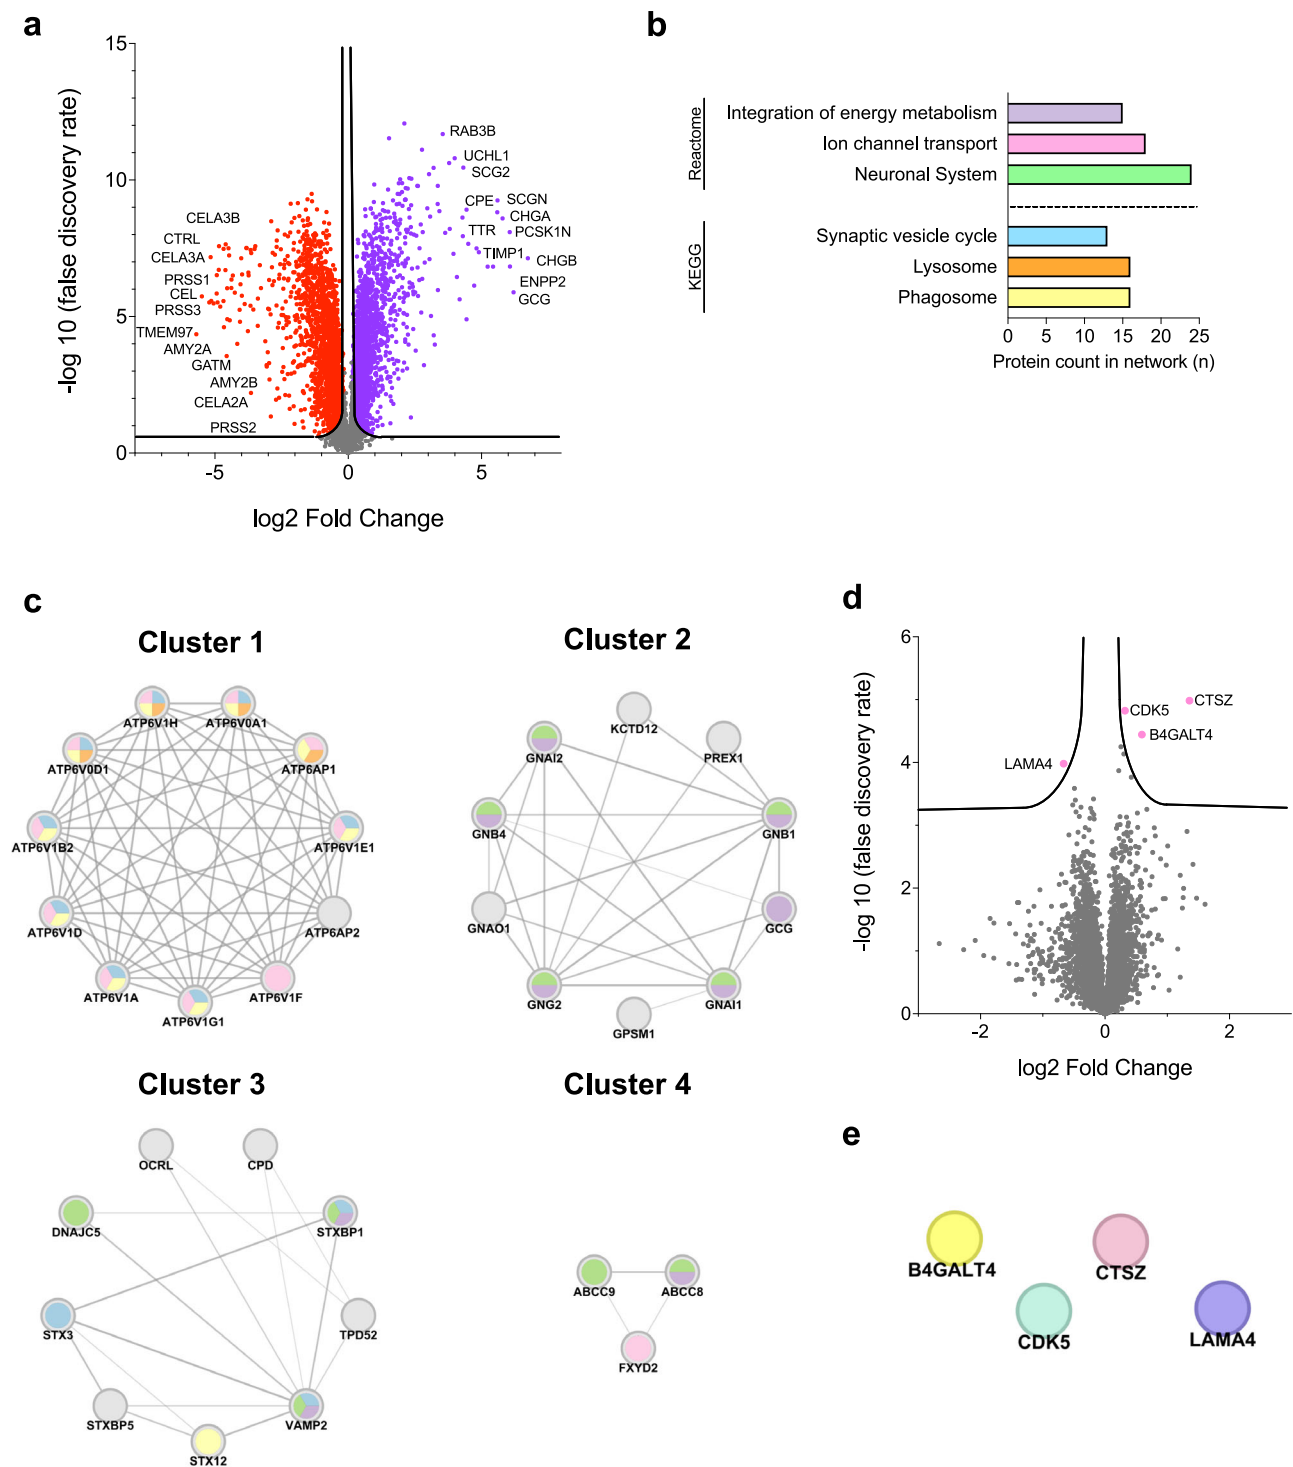 a
15
10
5
0
-5
0
5
-log 10 (false discovery rate)
log2 Fold Change
RAB3B
UCHL1
SCG2
CPE
SCGN
CHGA
TTR
PCSK1N
TIMP1
CHGB
ENPP2
GCG
CELA3B
CTRL
CELA3A
PRSS1
CEL
PRSS3
TMEM97
AMY2A
GATM
AMY2B
CELA2A
PRSS2
b
Reactome
Integration of energy metabolism
Ion channel transport
Neuronal System
KEGG
Synaptic vesicle cycle
Lysosome
Phagosome
0 5 10 15 20 25
Protein count in network (n)
c
Cluster 1
ATP6V1H
ATP6V0A1
ATP6V0D1
ATP6AP1
ATP6V1B2
ATP6V1E1
ATP6V1D
ATP6AP2
ATP6V1A
ATP6V1F
ATP6V1G1
Cluster 2
KCTD12
GNAI2
PREX1
GNB4
GNB1
GNAO1
GCG
GNG2
GNAI1
GPSM1
Cluster 3
OCRL
CPD
DNAJC5
STXBP1
STX3
TPD52
STXBP5
VAMP2
STX12
Cluster 4
ABCC9
ABCC8
FXYD2
d
6
4
2
0
-2
0
2
-log 10 (false discovery rate)
log2 Fold Change
CTSZ
CDK5
B4GALT4
LAMA4
e
B4GALT4
CTSZ
CDK5
LAMA4